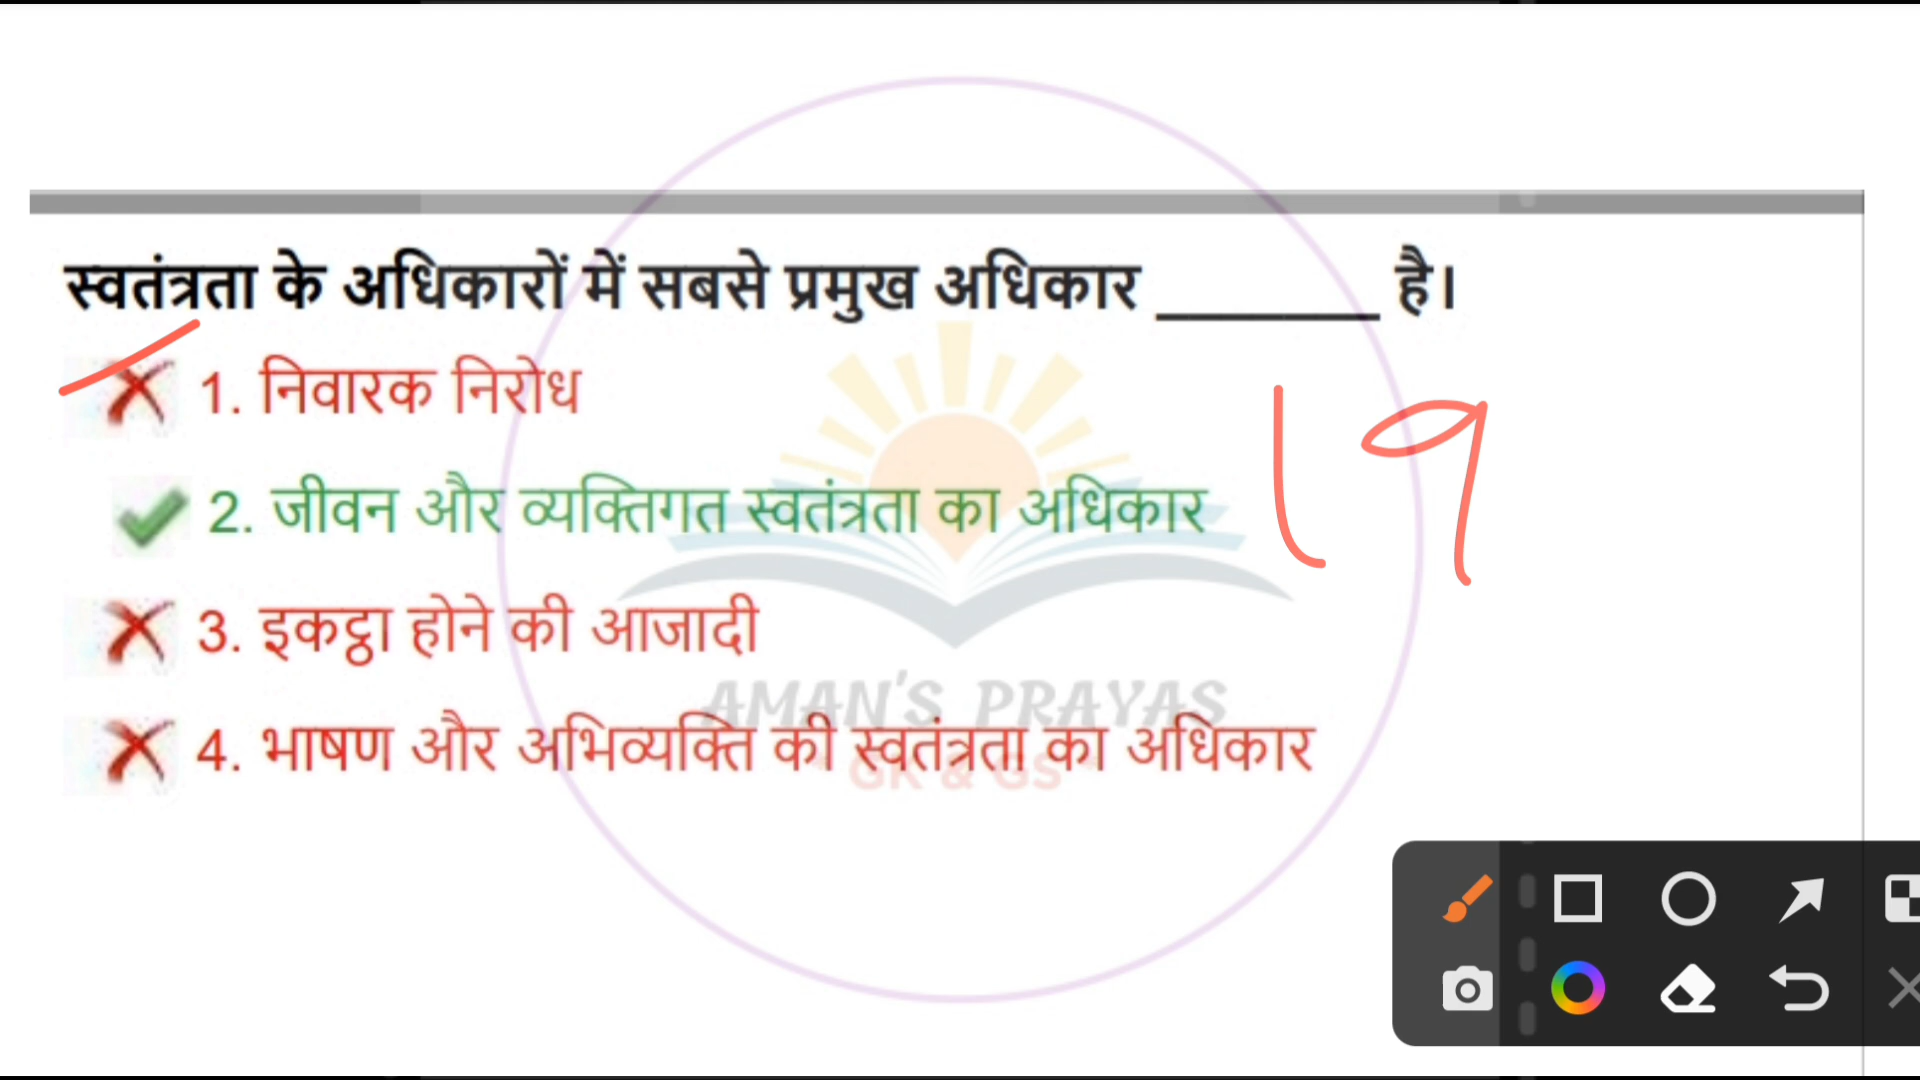 स्वतंत्रता के अधिकारों में सबसे प्रमुख अधिकार ________ है।
1. निवारक निरोध
2. जीवन और व्यक्तिगत स्वतंत्रता का अधिकार
19
3. इकट्ठा होने की आजादी
AMAN'S PRAYAS
4. भाषण और अभिव्यक्ति की स्वतंत्रता का अधिकार
GK & GS